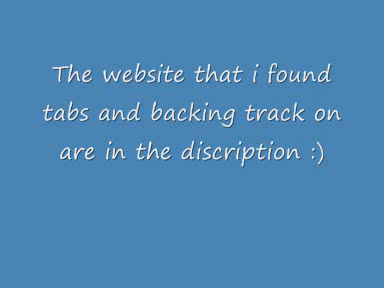 The website that i found
tabs and backing track on
are in the discription :)